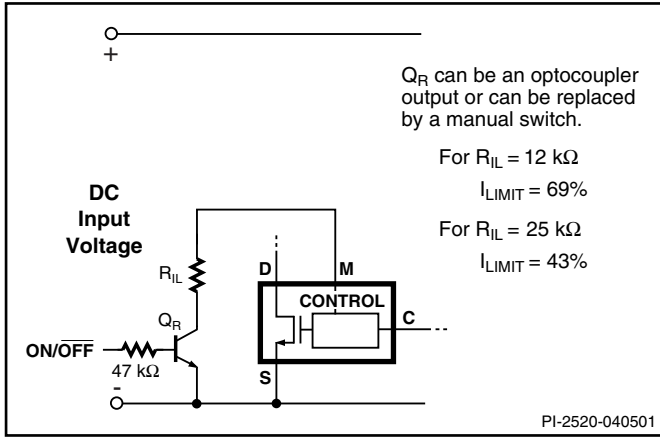 +
Q_R can be an optocoupler
output or can be replaced
by a manual switch.
For R_IL = 12 kΩ
I_LIMIT = 69%
For R_IL = 25 kΩ
I_LIMIT = 43%
DC
Input
Voltage
R_IL
D
M
CONTROL
C
Q_R
ON/O̅F̅F̅
47 kΩ
S
-
PI-2520-040501